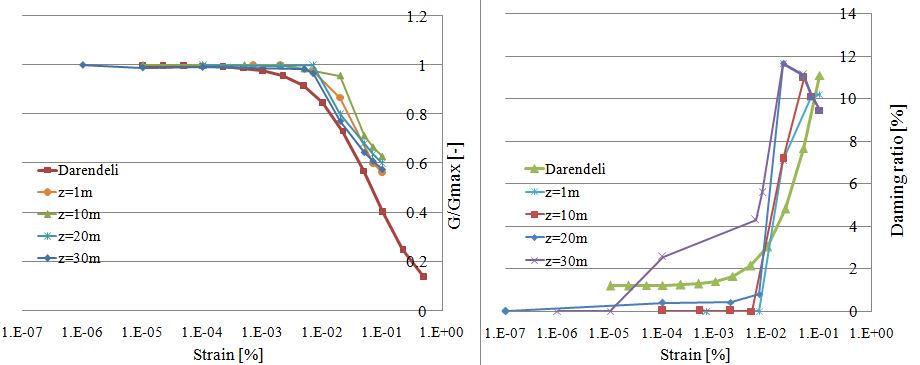 1.2
1
0.8
0.6
0.4
0.2
0
G/Gmax [-]
Darendeli
z=1m
z=10m
z=20m
z=30m
1.E-07 1.E-06 1.E-05 1.E-04 1.E-03 1.E-02 1.E-01 1.E+00
Strain [%]
14
12
10
8
6
4
2
0
Daming ratio [%]
Darendeli
z=1m
z=10m
z=20m
z=30m
1.E-07 1.E-06 1.E-05 1.E-04 1.E-03 1.E-02 1.E-01 1.E+00
Strain [%]